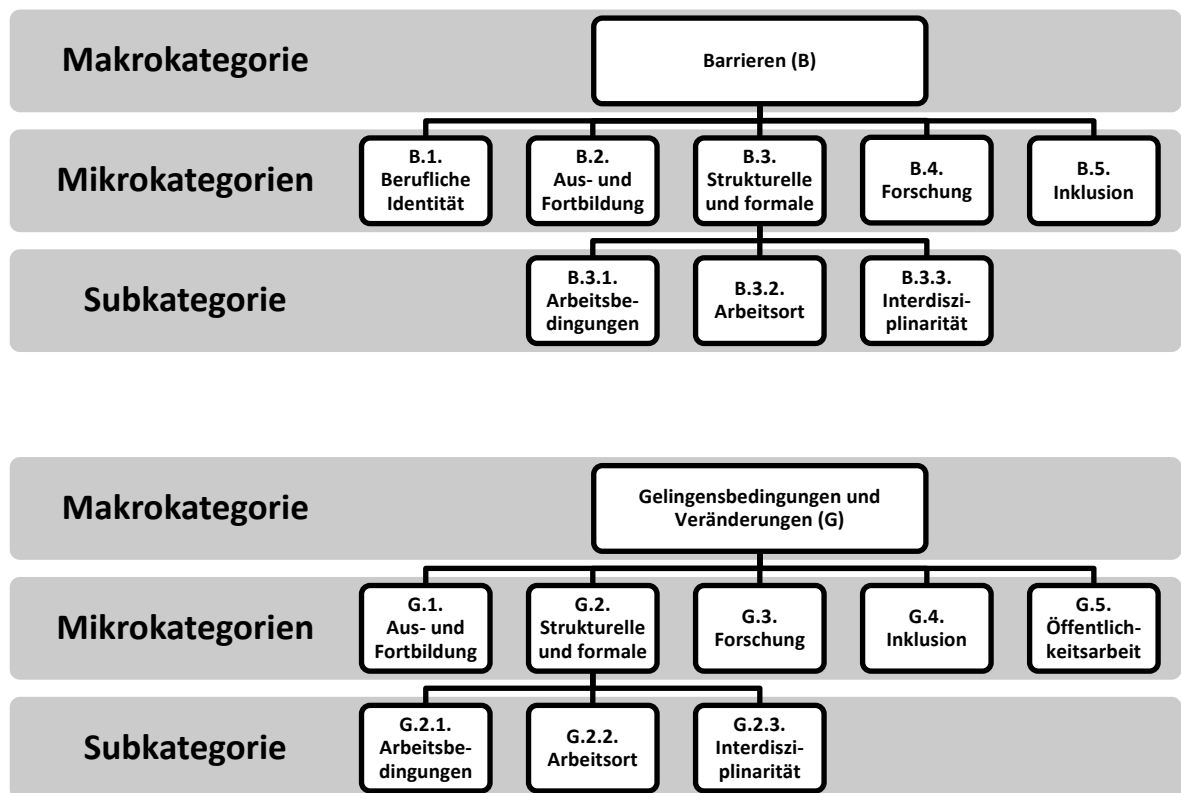 Makrokategorie
Barrieren (B)
Mikrokategorien
B.1.
Berufliche
Identität
B.2.
Aus- und
Fortbildung
B.3.
Strukturelle
und formale
B.4.
Forschung
B.5.
Inklusion
Subkategorie
B.3.1.
Arbeitsbe-
dingungen
B.3.2.
Arbeitsort
B.3.3.
Interdiszi-
plinarität
Makrokategorie
Gelingensbedingungen und
Veränderungen (G)
Mikrokategorien
G.1.
Aus- und
Fortbildung
G.2.
Strukturelle
und formale
G.3.
Forschung
G.4.
Inklusion
G.5.
Öffentlich-
keitsarbeit
Subkategorie
G.2.1.
Arbeitsbe-
dingungen
G.2.2.
Arbeitsort
G.2.3.
Interdiszi-
plinarität